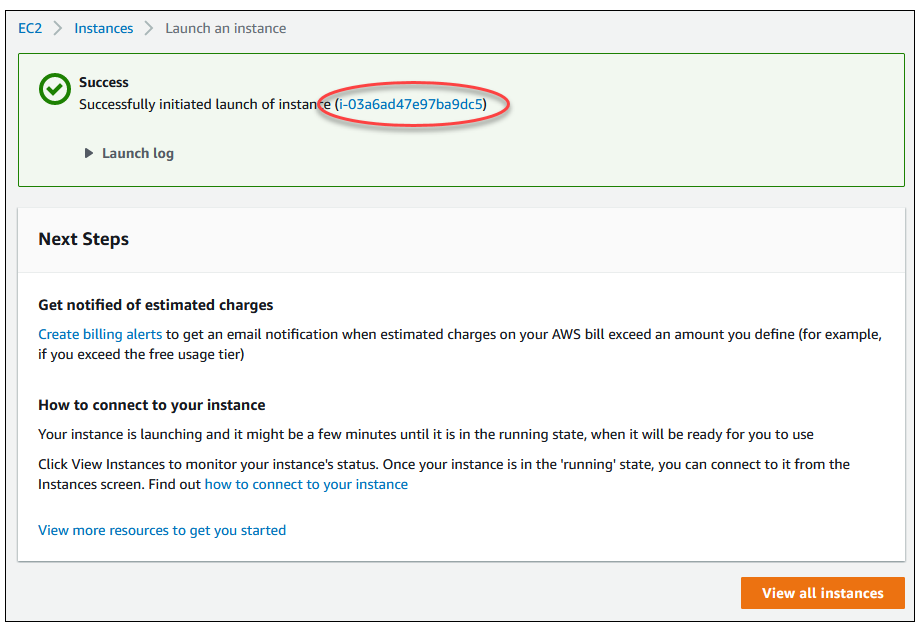 EC2 > Instances > Launch an instance
Success
Successfully initiated launch of instance (i-03a6ad47e97ba9dc5)
Launch log
Next Steps
Get notified of estimated charges
Create billing alerts to get an email notification when estimated charges on your AWS bill exceed an amount you define (for example,
if you exceed the free usage tier)
How to connect to your instance
Your instance is launching and it might be a few minutes until it is in the running state, when it will be ready for you to use
Click View Instances to monitor your instance's status. Once your instance is in the 'running' state, you can connect to it from the
Instances screen. Find out how to connect to your instance
View more resources to get you started
View all instances